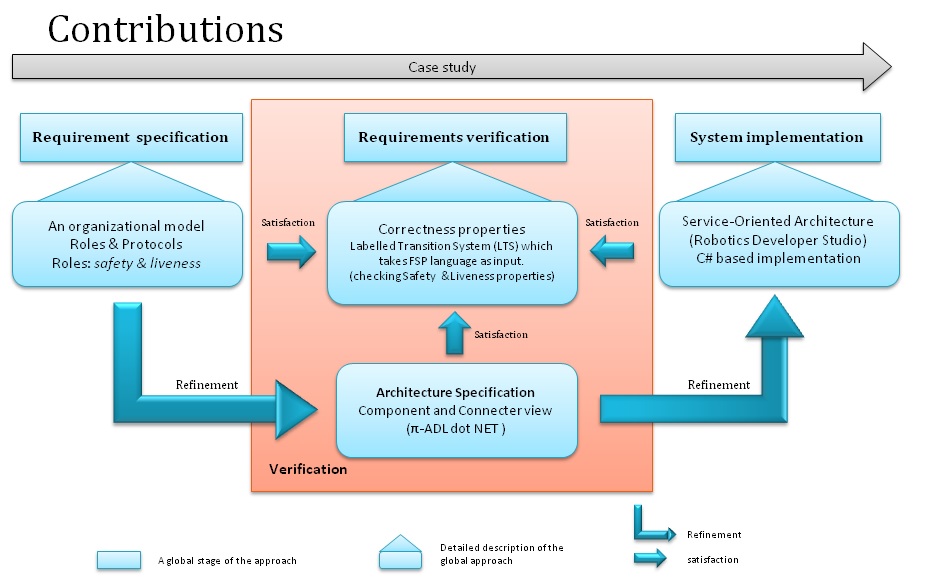 Contributions
Case study
Requirement specification
Requirements verification
System implementation
An organizational model
Roles & Protocols
Roles: safety & liveness
Satisfaction
Correctness properties
Labelled Transition System (LTS) which
takes FSP language as input.
(checking Safety & Liveness properties)
Satisfaction
Service-Oriented Architecture
(Robotics Developer Studio)
C# based implementation
Satisfaction
Refinement
Architecture Specification
Component and Connecter view
(π-ADL dot NET )
Refinement
Verification
A global stage of the approach
Detailed description of the
global approach
Refinement
satisfaction